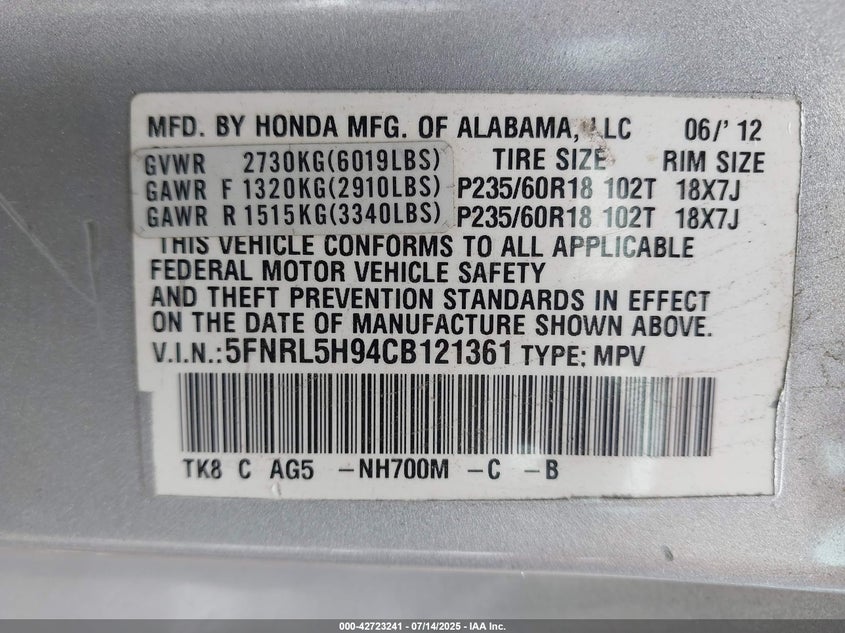 MFD. BY HONDA MFG. OF ALABAMA, LLC 06/'12
GVWR 2730KG(6019LBS) TIRE SIZE RIM SIZE
GAWR F 1320KG(2910LBS) P235/60R18 102T 18X7J
GAWR R 1515KG(3340LBS) P235/60R18 102T 18X7J
THIS VEHICLE CONFORMS TO ALL APPLICABLE
FEDERAL MOTOR VEHICLE SAFETY
AND THEFT PREVENTION STANDARDS IN EFFECT
ON THE DATE OF MANUFACTURE SHOWN ABOVE.
V.I.N.:5FNRL5H94CB121361 TYPE: MPV
TK8 C AG5 -NH700M -C -B
000-42723241 - 07/14/2025 - IAA Inc.